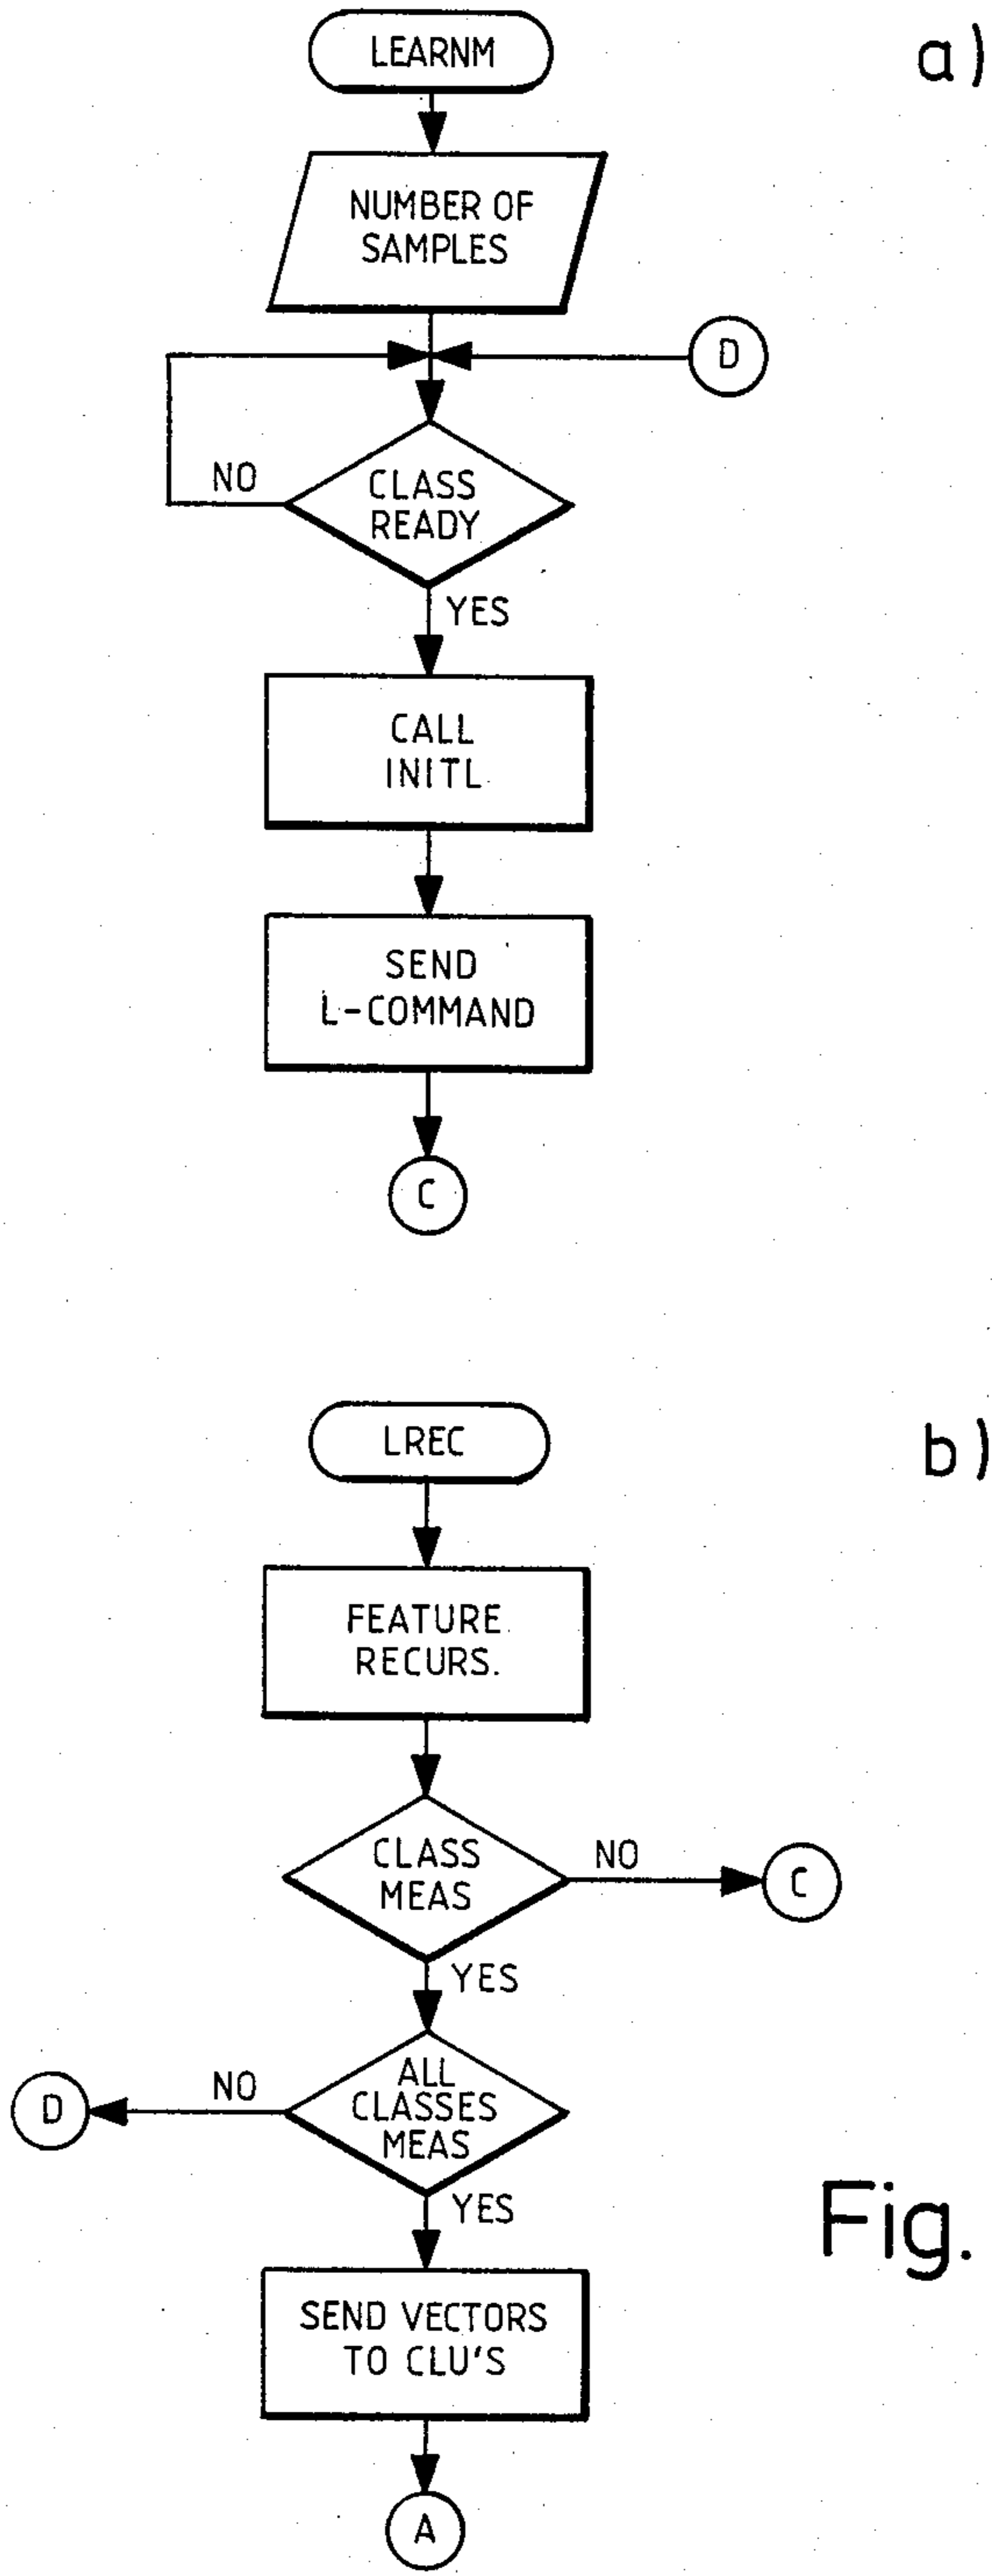 a)
LEARNM
NUMBER OF
SAMPLES
D
NO
CLASS
READY
YES
CALL
INITL
SEND
L-COMMAND
C
b)
LREC
FEATURE
RECURS.
CLASS
MEAS
NO
C
YES
ALL
CLASSES
MEAS
NO
D
YES
Fig.
SEND VECTORS
TO CLU'S
A